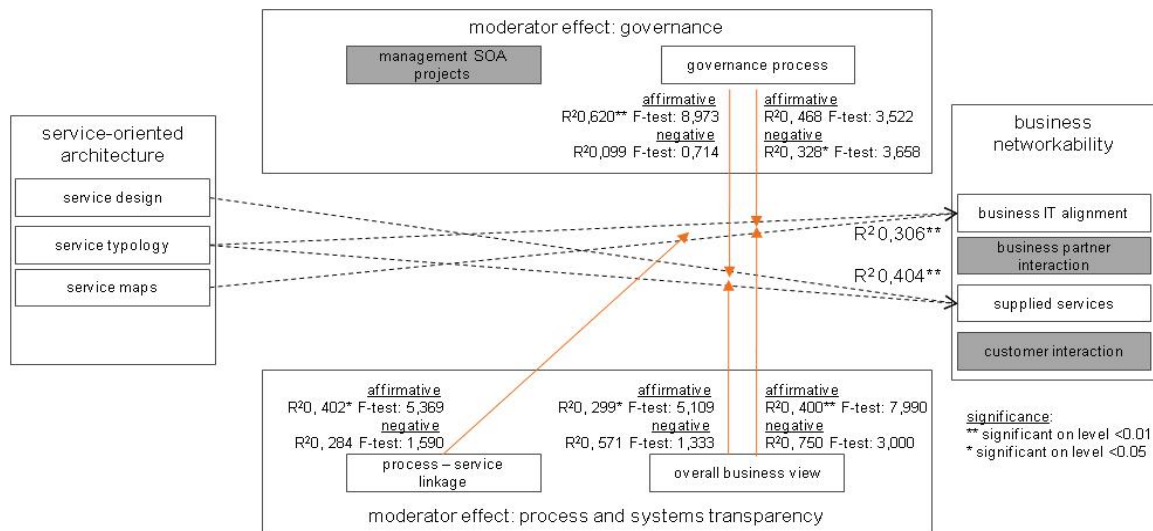 moderator effect: governance
management SOA
projects
governance process
affirmative
R²0,620** F-test: 8,973
negative
R²0,099 F-test: 0,714
affirmative
R²0, 468 F-test: 3,522
negative
R²0, 328* F-test: 3,658
service-oriented
architecture
service design
service typology
service maps
business
networkability
business IT alignment
R² 0,306**
business partner
interaction
R² 0,404**
supplied services
customer interaction
affirmative
R²0, 402* F-test: 5,369
negative
R²0, 284 F-test: 1,590
process – service
linkage
affirmative
R²0, 299* F-test: 5,109
negative
R²0, 571 F-test: 1,333
affirmative
R²0, 400** F-test: 7,990
negative
R²0, 750 F-test: 3,000
overall business view
moderator effect: process and systems transparency
significance:
** significant on level <0.01
* significant on level <0.05